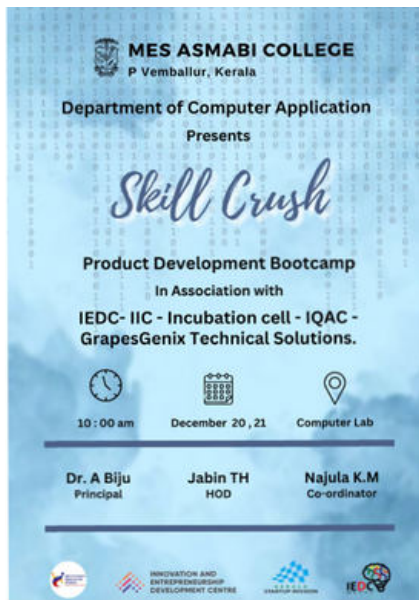 MES ASMABI COLLEGE
P Vemballur, Kerala
Department of Computer Application
Presents
Skill Crush
Product Development Bootcamp
In Association with
IEDC- IIC - Incubation cell - IQAC -
GrapesGenix Technical Solutions.
10 : 00 am
December 20 , 21
Computer Lab
Dr. A Biju
Principal
Jabin TH
HOD
Najula K.M
Co-ordinator
INNOVATION AND
ENTREPRENEURSHIP
DEVELOPMENT CENTRE
STARTUP MISSION
IEDC